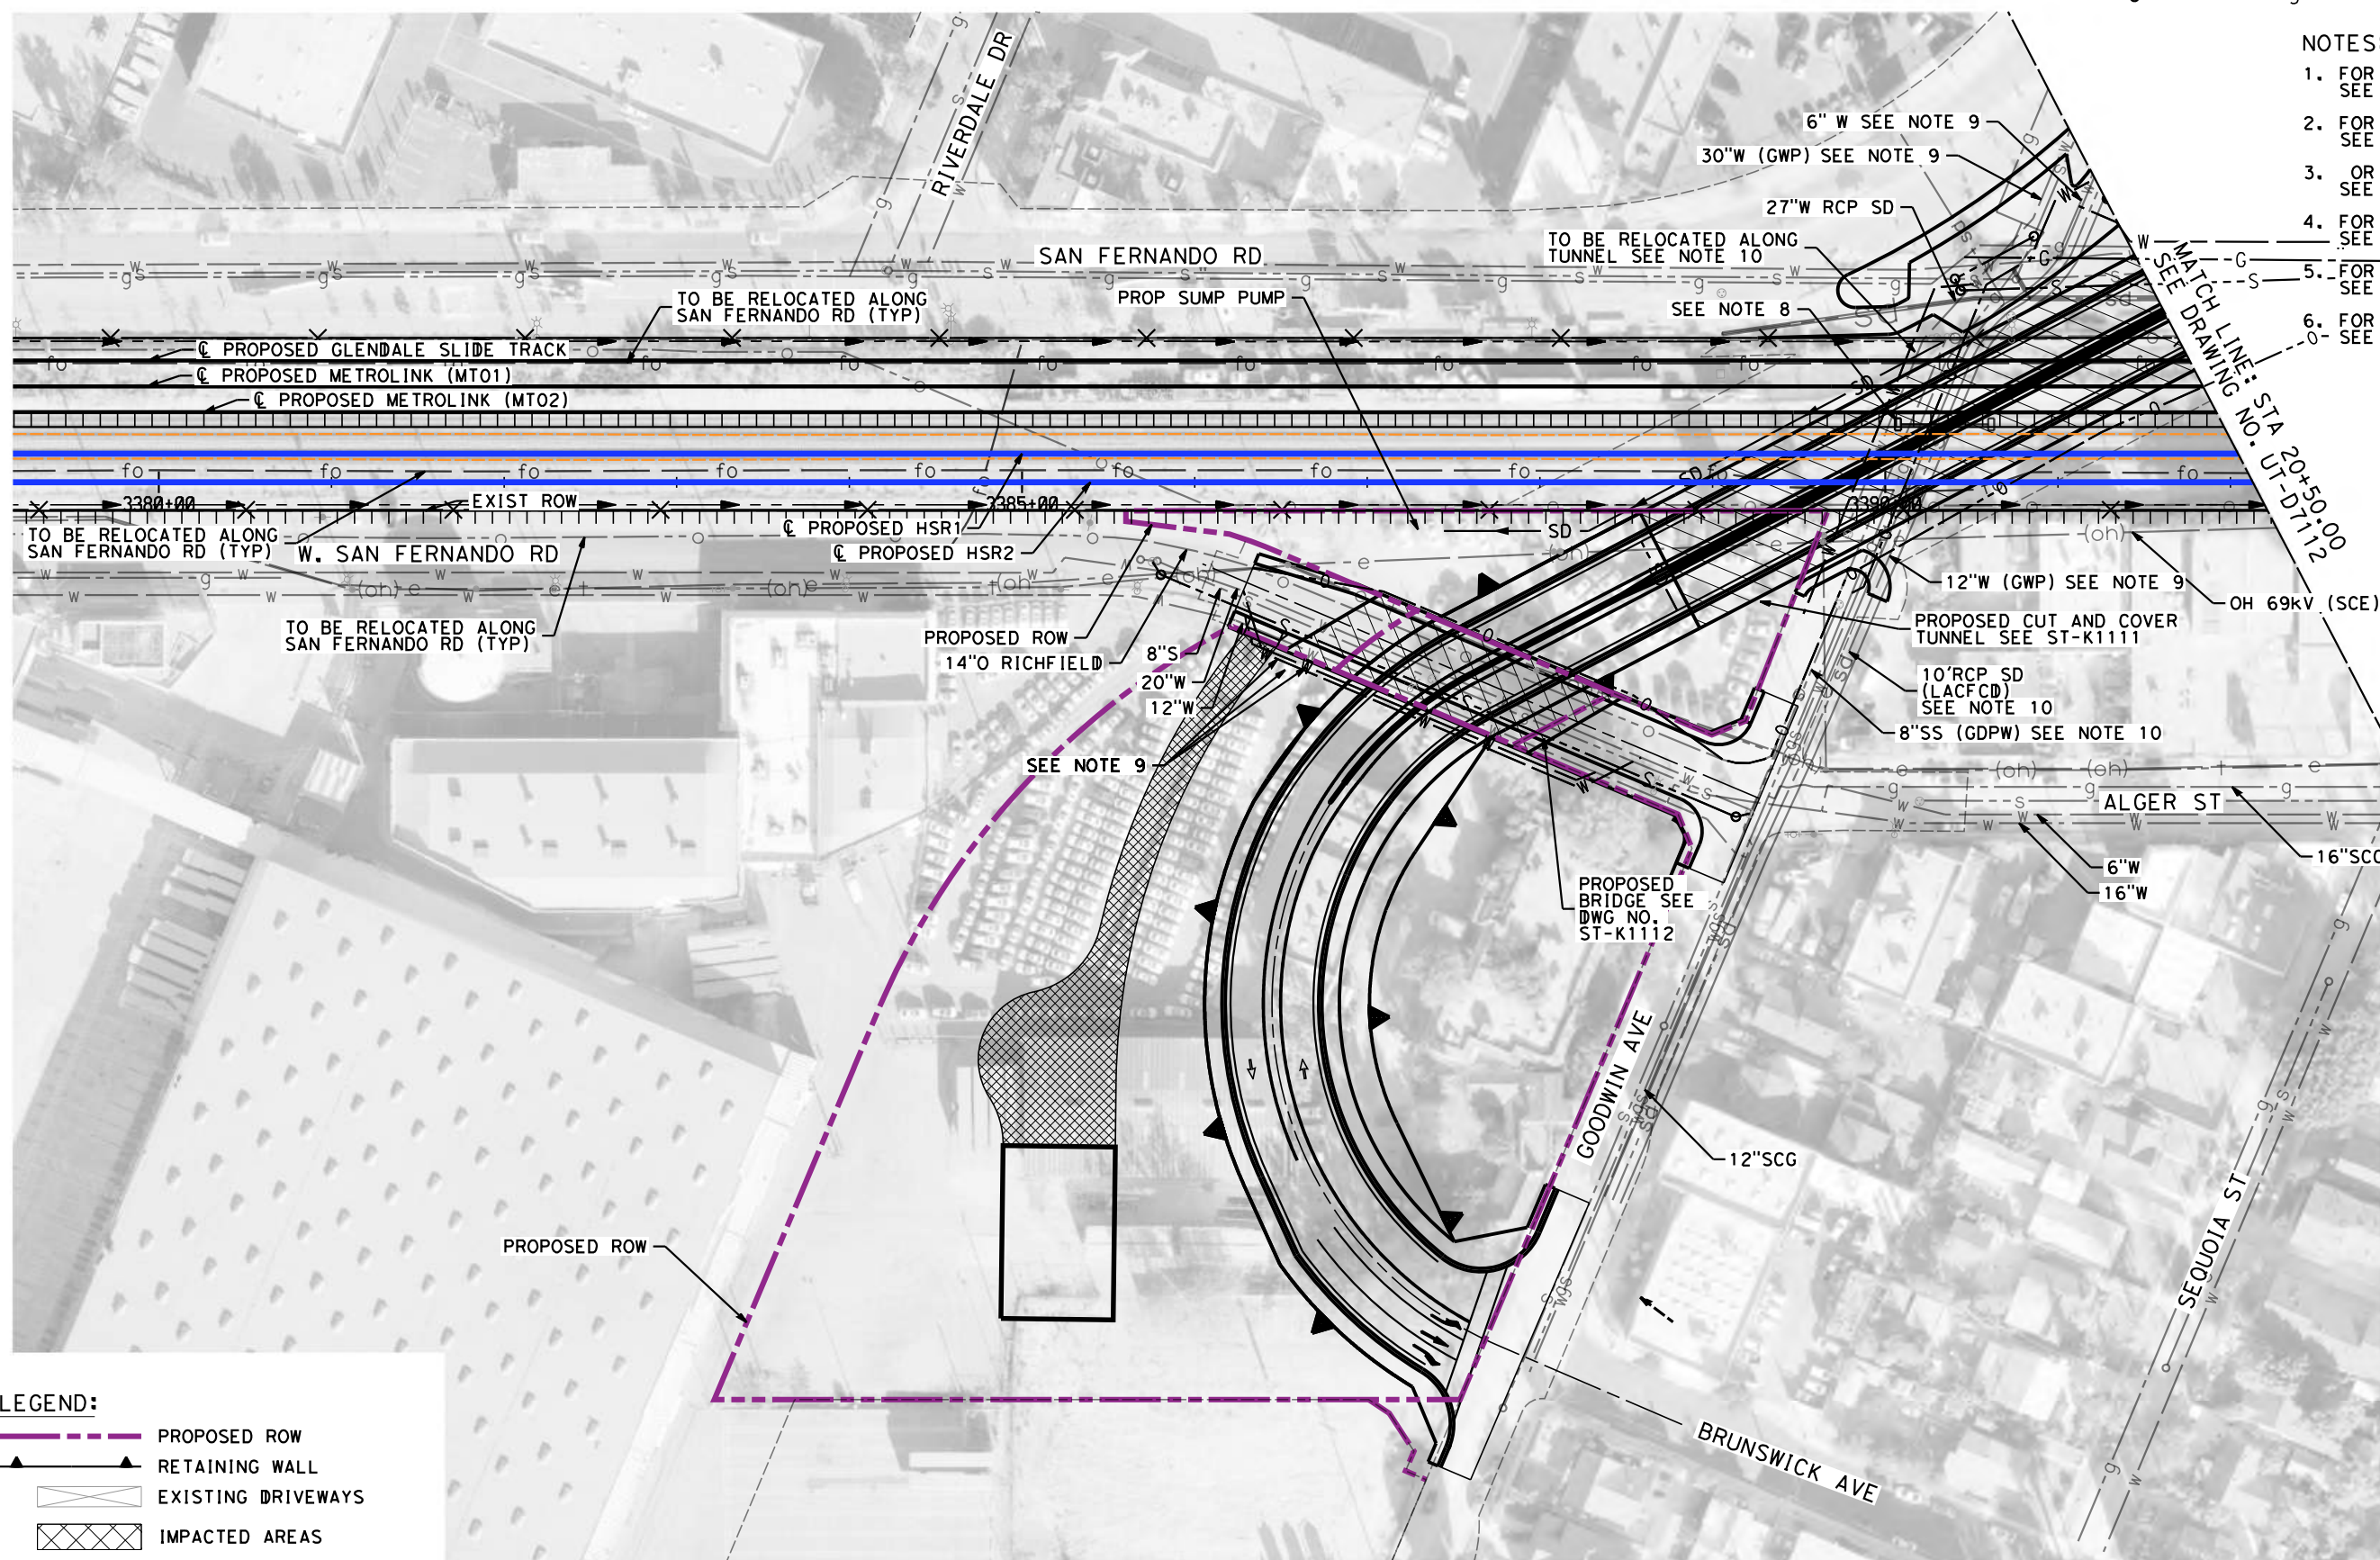 NOTES
1. FOR
SEE
2. FOR
SEE
3. OR
SEE
4. FOR
SEE
5. FOR
SEE
6. FOR
SEE
RIVERDALE DR
6" W SEE NOTE 9
30"W (GWP) SEE NOTE 9
27"W RCP SD
TO BE RELOCATED ALONG
TUNNEL SEE NOTE 10
SAN FERNANDO RD
PROP SUMP PUMP
SEE NOTE 8
TO BE RELOCATED ALONG
SAN FERNANDO RD (TYP)
MATCH LINE: STA 20+50.00
SEE DRAWING NO. UT-D7112
℄ PROPOSED GLENDALE SLIDE TRACK
℄ PROPOSED METROLINK (MT01)
℄ PROPOSED METROLINK (MT02)
3380+00
EXIST ROW
3385+00
3390+00
TO BE RELOCATED ALONG
SAN FERNANDO RD (TYP)
W. SAN FERNANDO RD
℄ PROPOSED HSR1
℄ PROPOSED HSR2
SD
12"W (GWP) SEE NOTE 9
OH 69kV (SCE)
TO BE RELOCATED ALONG
SAN FERNANDO RD (TYP)
PROPOSED ROW
14"O RICHFIELD
8"S
20"W
12"W
PROPOSED CUT AND COVER
TUNNEL SEE ST-K1111
10'RCP SD
(LACFCD)
SEE NOTE 10
8"SS (GDPW) SEE NOTE 10
SEE NOTE 9
ALGER ST
16"SCG
6"W
16"W
PROPOSED
BRIDGE SEE
DWG NO.
ST-K1112
GOODWIN AVE
12"SCG
SEQUOIA ST
PROPOSED ROW
BRUNSWICK AVE
LEGEND:
PROPOSED ROW
RETAINING WALL
EXISTING DRIVEWAYS
IMPACTED AREAS